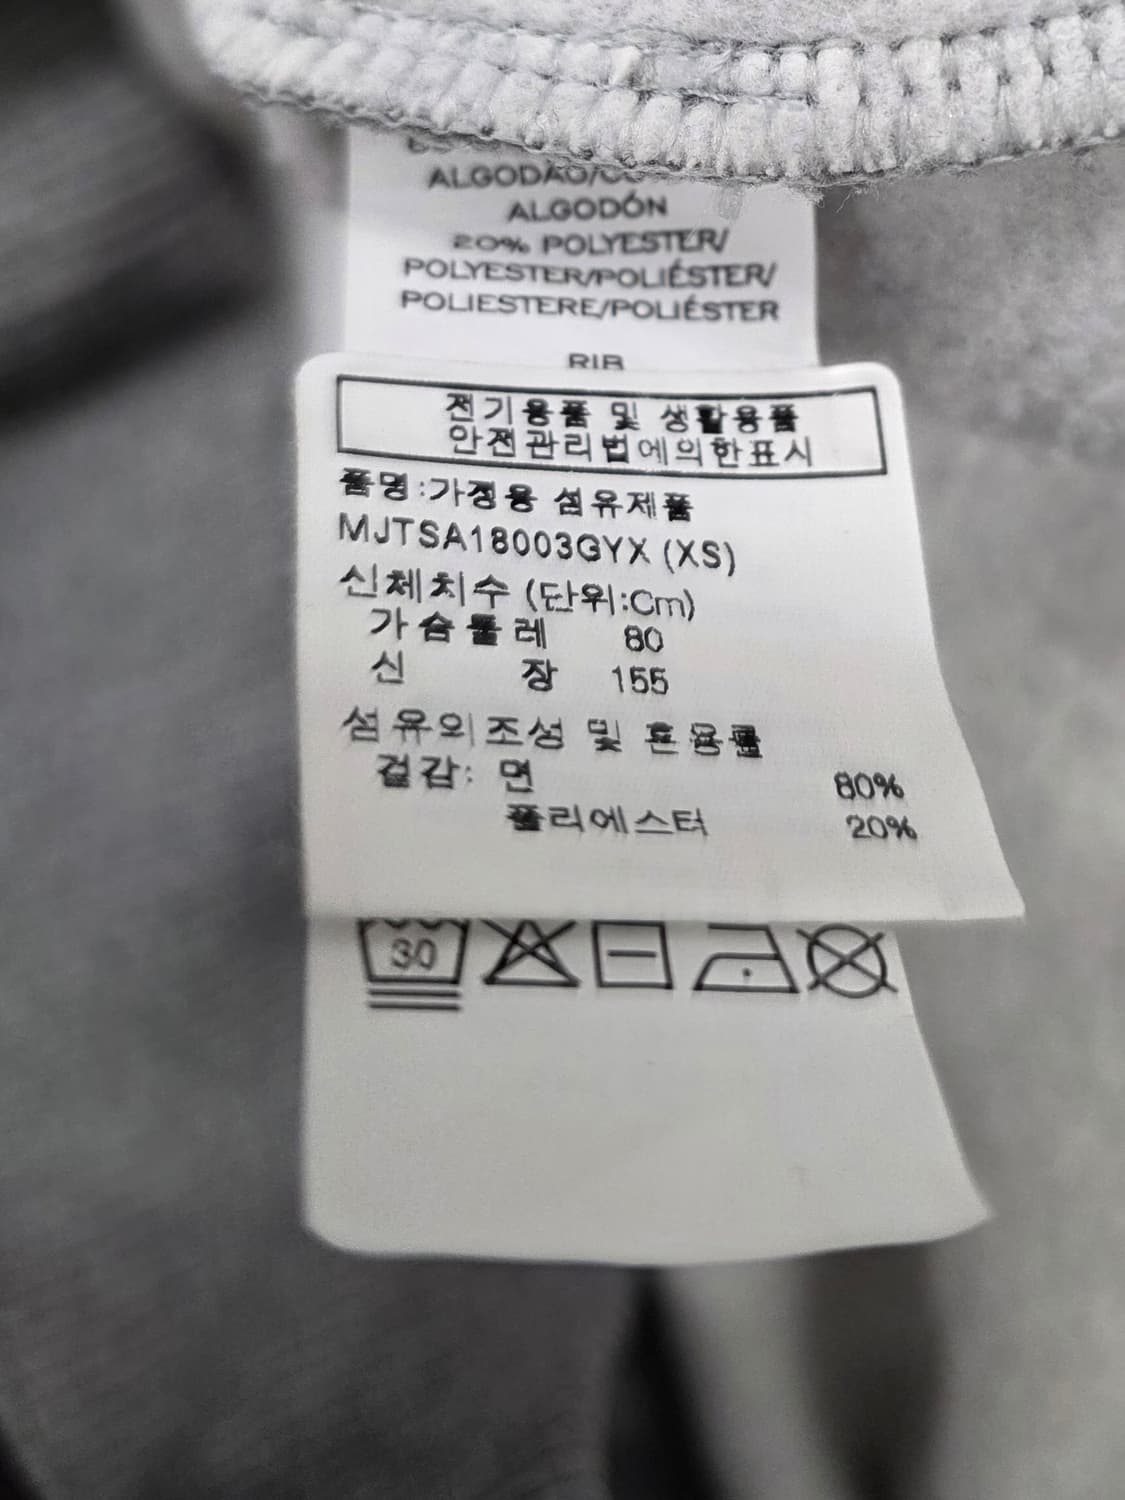 ALGODÃO/
ALGODÓN
20% POLYESTER/
POLYESTER/POLIÉSTER/
POLIESTERE/POLIÉSTER
RIB
전기용품 및 생활용품
안전관리법에의한표시
품명:가정용 섬유제품
MJTSA18003GYX (XS)
신체치수 (단위:Cm)
가슴둘레 80
신 장 155
섬유의조성 및 혼용률
겉감: 면 80%
폴리에스터 20%
30